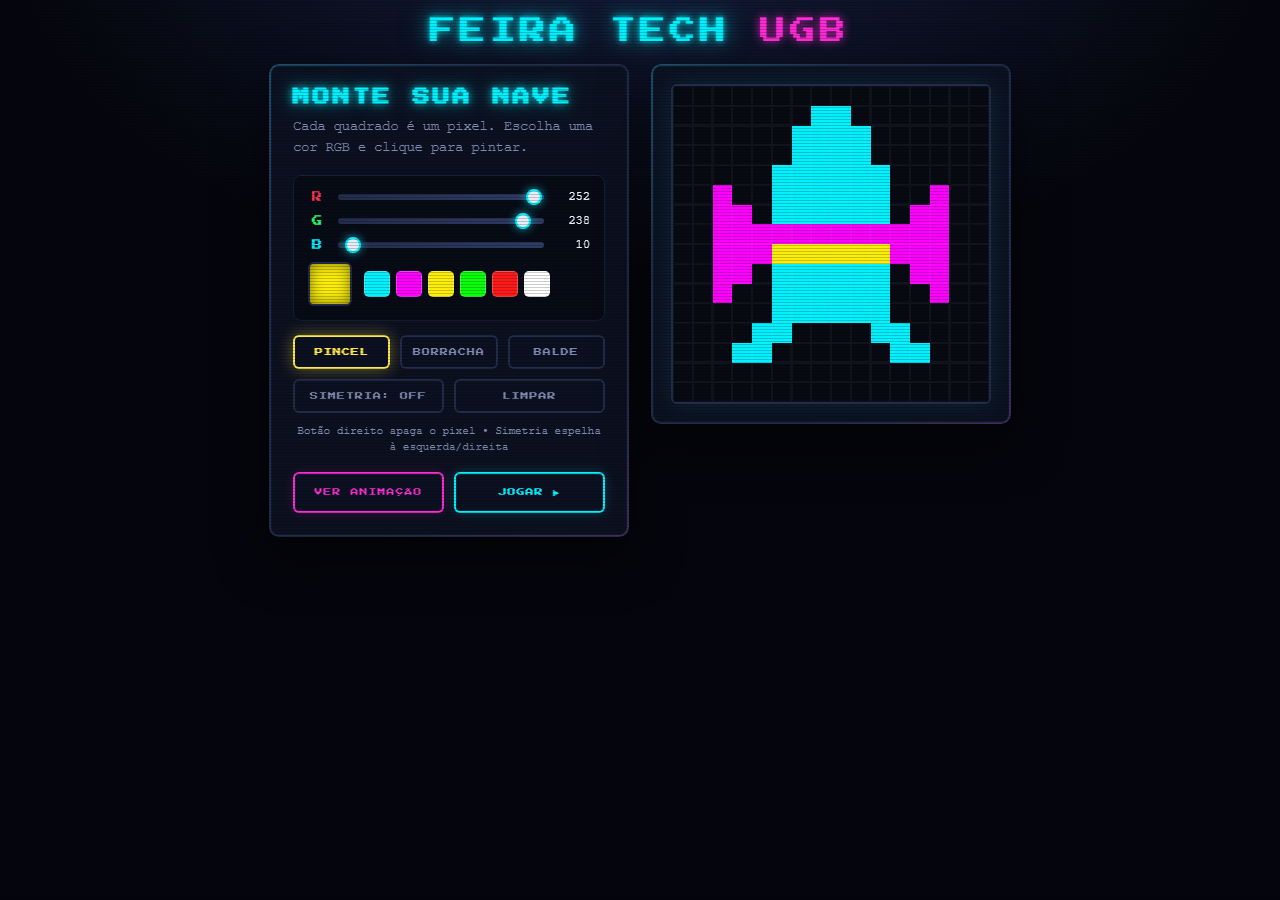 FEIRA TECH UGB
MONTE SUA NAVE
Cada quadrado é um pixel. Escolha uma
cor RGB e clique para pintar.
R 252
G 238
B 10
PINCEL BORRACHA BALDE
SIMETRIA: OFF LIMPAR
Botão direito apaga o pixel • Simetria espelha
à esquerda/direita
VER ANIMAÇÃO JOGAR ▶